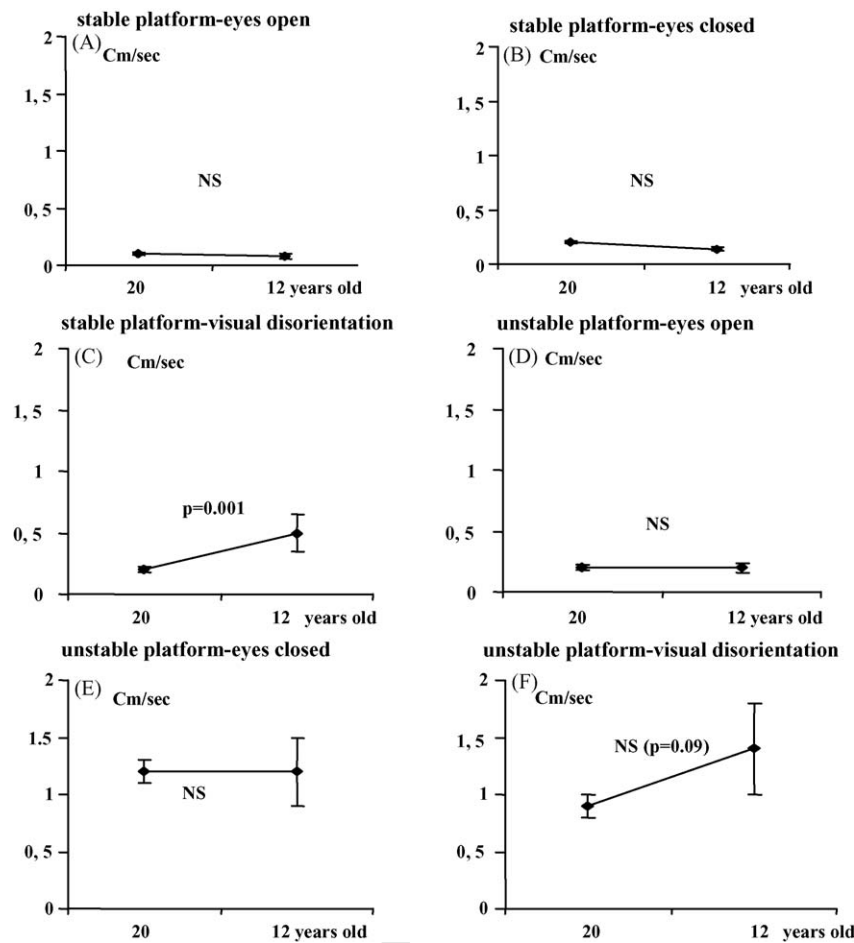 stable platform-eyes open
(A) Cm/sec
2
1, 5
1
NS
0, 5
0
20 12 years old
stable platform-eyes closed
(B) Cm/sec
2
1, 5
1
NS
0, 5
0
20 12 years old
stable platform-visual disorientation
(C) Cm/sec
2
1, 5
1
p=0.001
0, 5
0
20 12 years old
unstable platform-eyes open
(D) Cm/sec
2
1, 5
1
NS
0, 5
0
20 12 years old
unstable platform-eyes closed
(E) Cm/sec
2
1, 5
1
NS
0, 5
0
20 12 years old
unstable platform-visual disorientation
(F) Cm/sec
2
1, 5
NS (p=0.09)
1
0, 5
0
20 12 years old